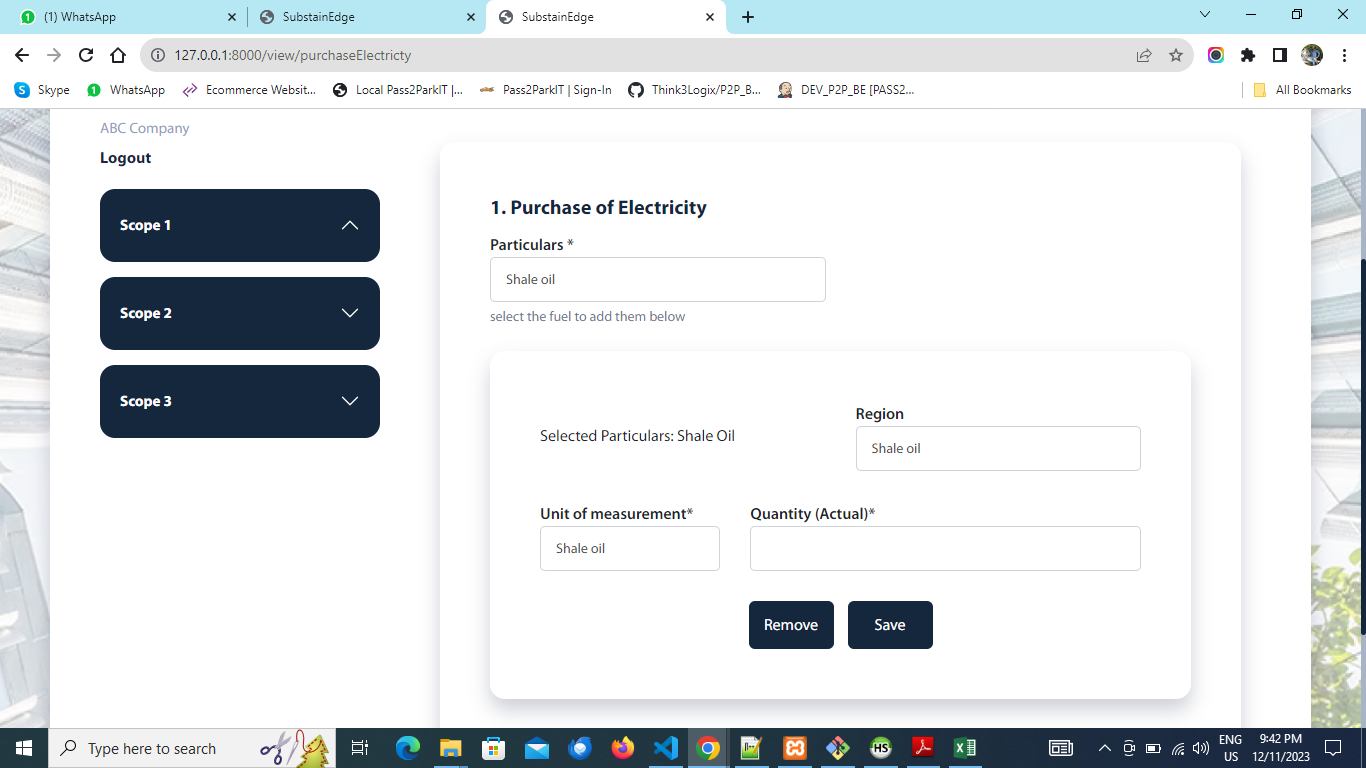 (1) WhatsApp
SubstainEdge
SubstainEdge
127.0.0.1:8000/view/purchaseElectricty
Skype
WhatsApp
Ecommerce Websit...
Local Pass2ParkIT |...
Pass2ParkIT | Sign-In
Think3Logix/P2P_B...
DEV_P2P_BE [PASS2...
All Bookmarks
ABC Company
Logout
Scope 1
Scope 2
Scope 3
1. Purchase of Electricity
Particulars *
Shale oil
select the fuel to add them below
Selected Particulars: Shale Oil
Region
Shale oil
Unit of measurement*
Shale oil
Quantity (Actual)*
Remove
Save
Type here to search
HS
ENG
US
9:42 PM
12/11/2023